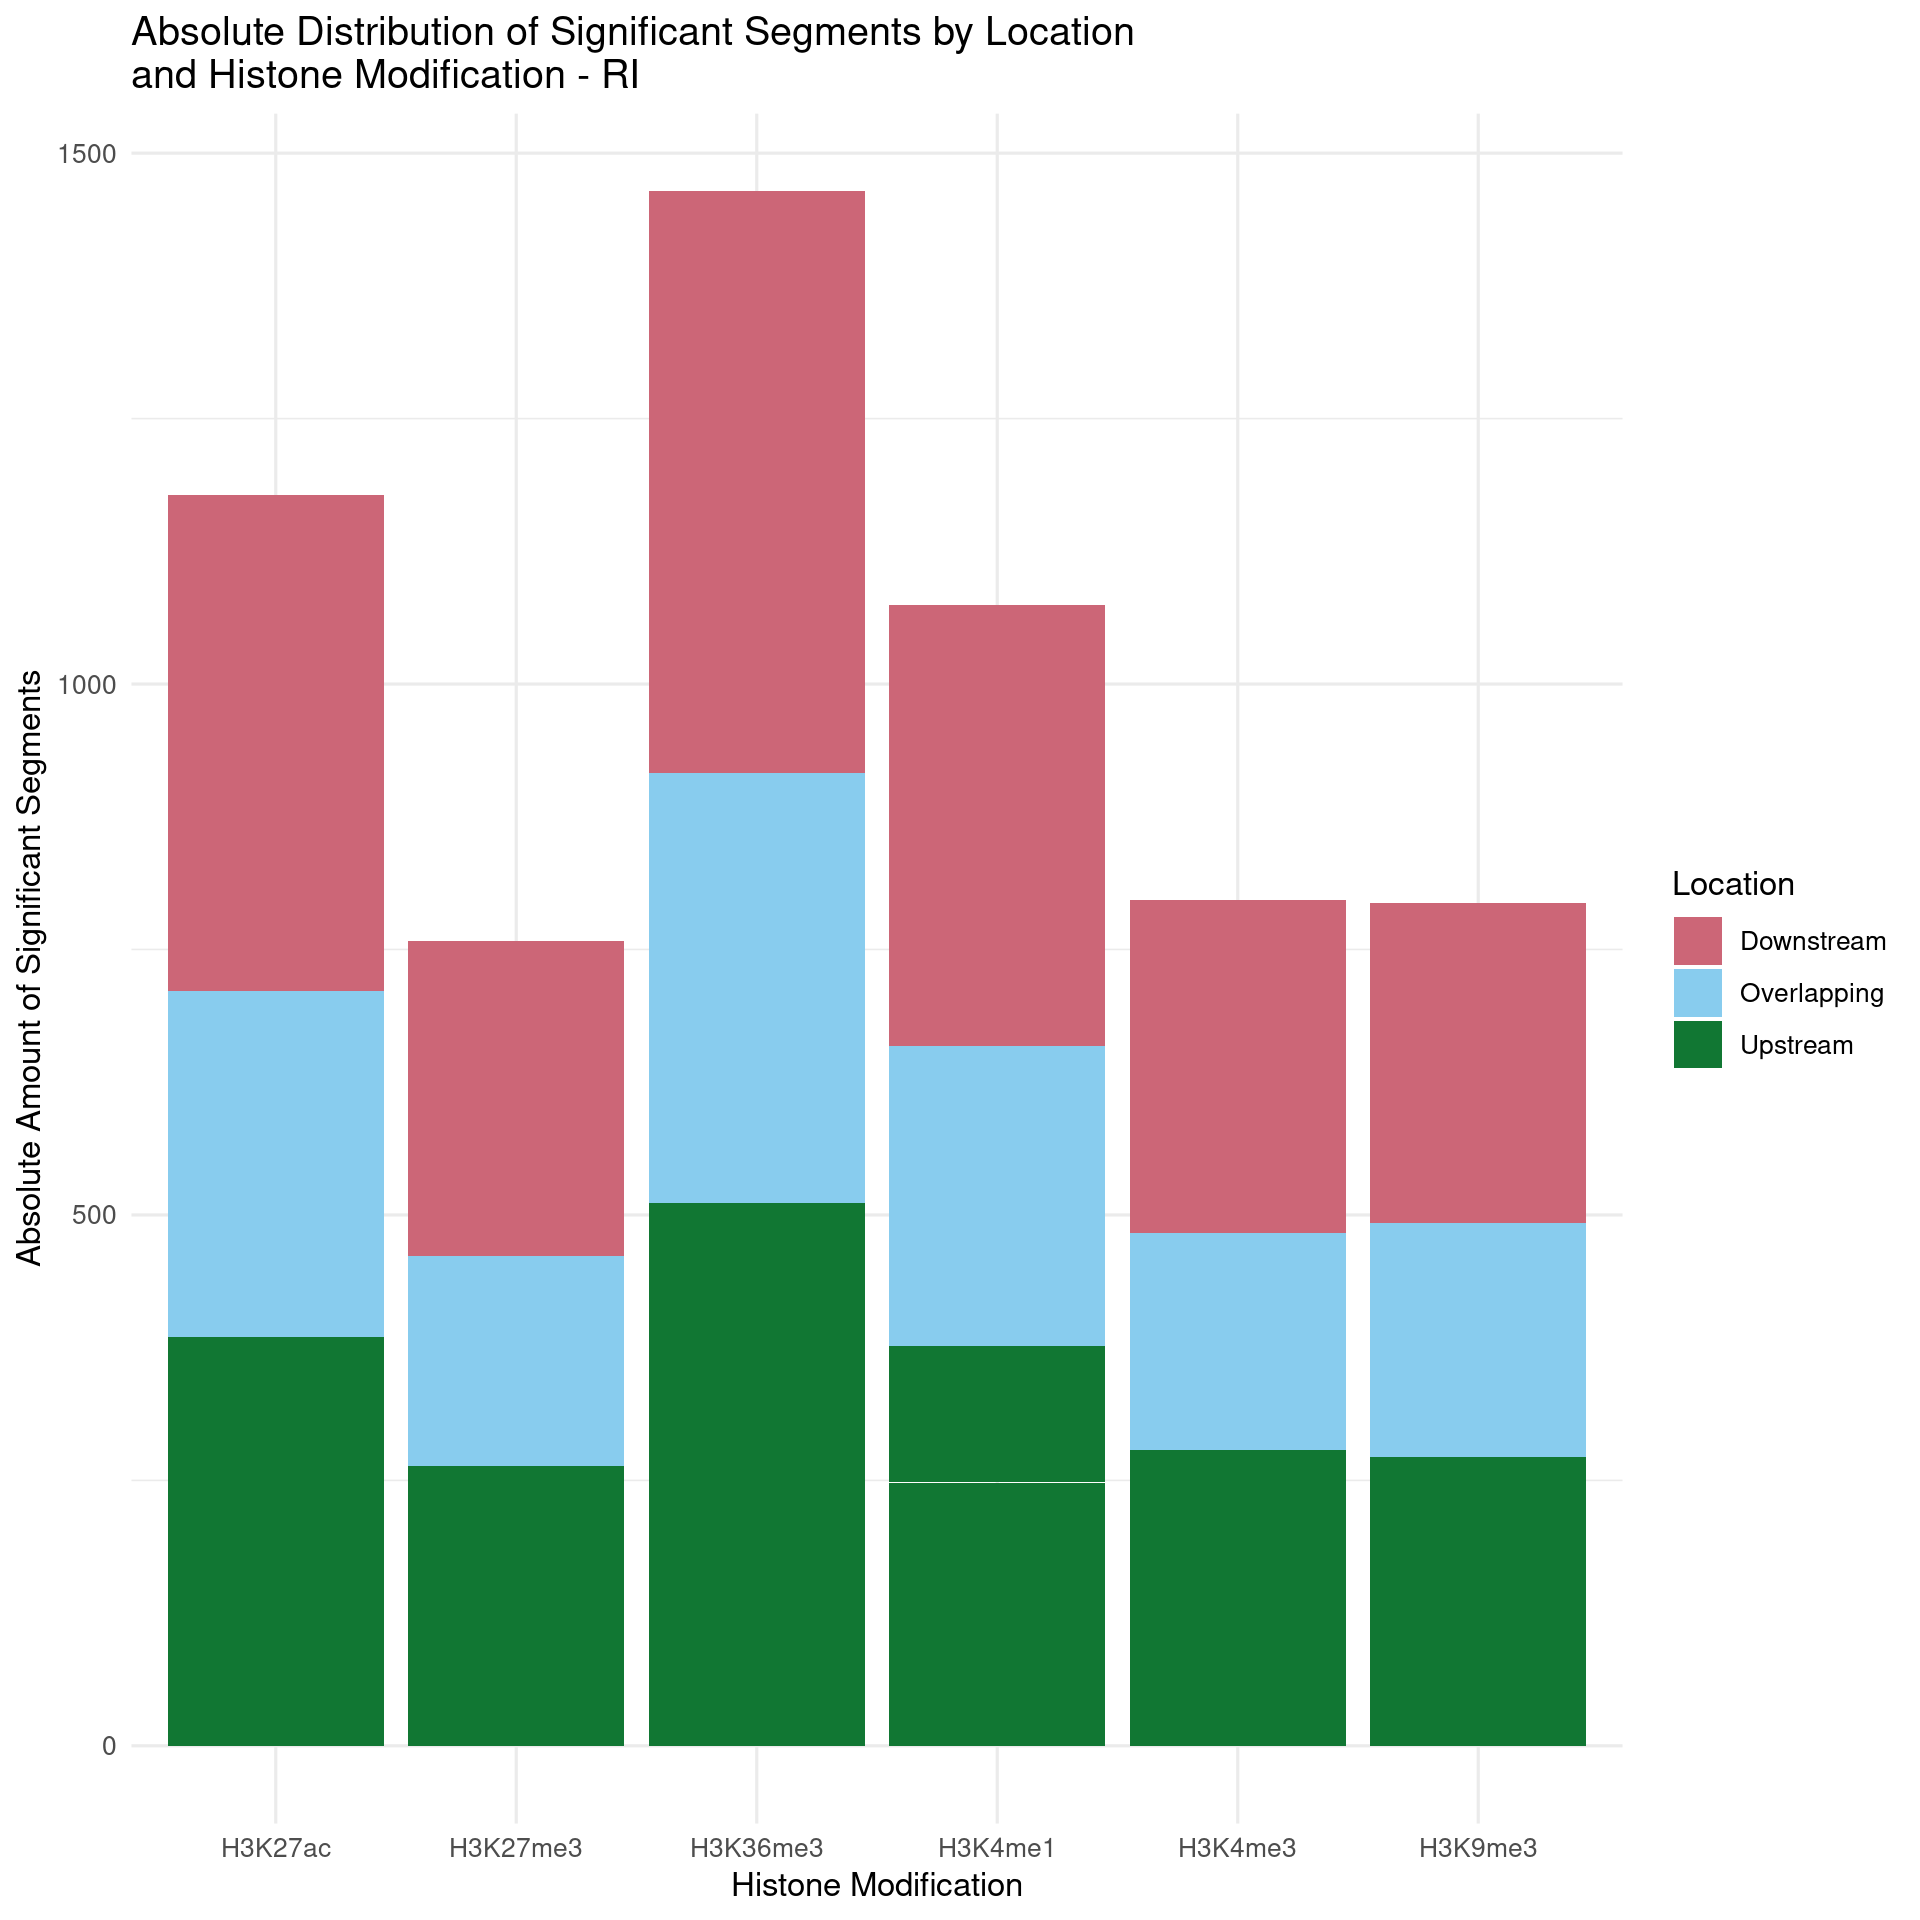 Absolute Distribution of Significant Segments by Location
and Histone Modification - RI
Absolute Amount of Significant Segments
1500
1000
500
0
H3K27ac
H3K27me3
H3K36me3
H3K4me1
H3K4me3
H3K9me3
Histone Modification
Location
Downstream
Overlapping
Upstream